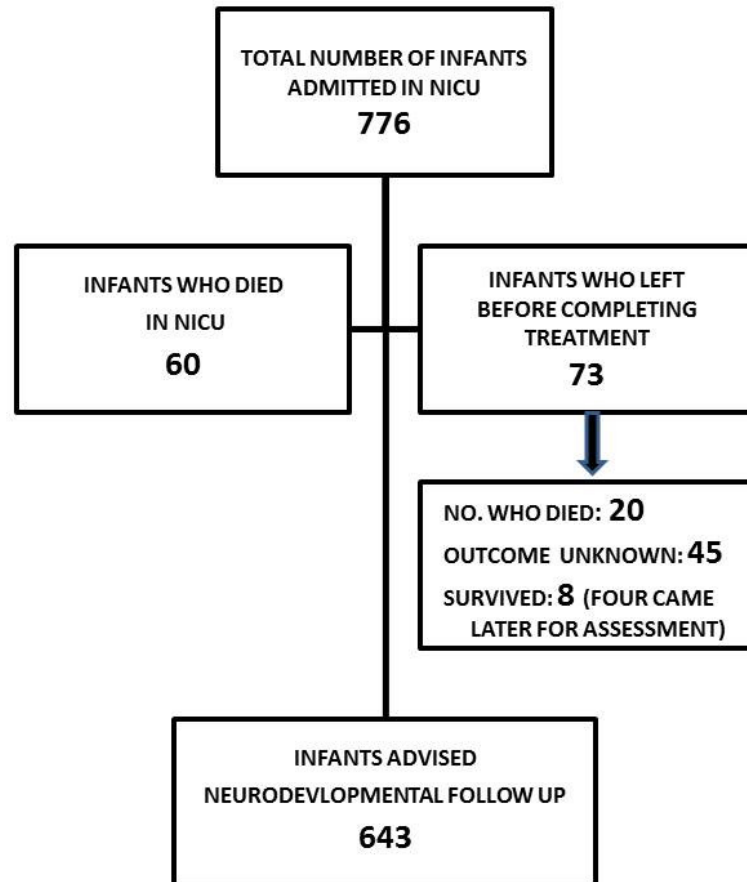 TOTAL NUMBER OF INFANTS
ADMITTED IN NICU
776
INFANTS WHO DIED
IN NICU
60
INFANTS WHO LEFT
BEFORE COMPLETING
TREATMENT
73
NO. WHO DIED: 20
OUTCOME UNKNOWN: 45
SURVIVED: 8 (FOUR CAME
LATER FOR ASSESSMENT)
INFANTS ADVISED
NEURODEVLOPMENTAL FOLLOW UP
643